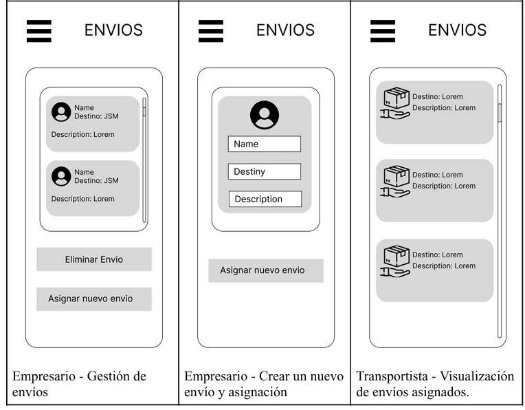 ENVIOS
Name
Destino: JSM
Description: Lorem
Name
Destino: JSM
Description: Lorem
Eliminar Envio
Asignar nuevo envio
Empresario - Gestión de
envíos
ENVIOS
Name
Destiny
Description
Asignar nuevo envio
Empresario - Crear un nuevo
envío y asignación
ENVIOS
Destino: Lorem
Description: Lorem
Destino: Lorem
Description: Lorem
Destino: Lorem
Description: Lorem
Transportista - Visualización
de envíos asignados.